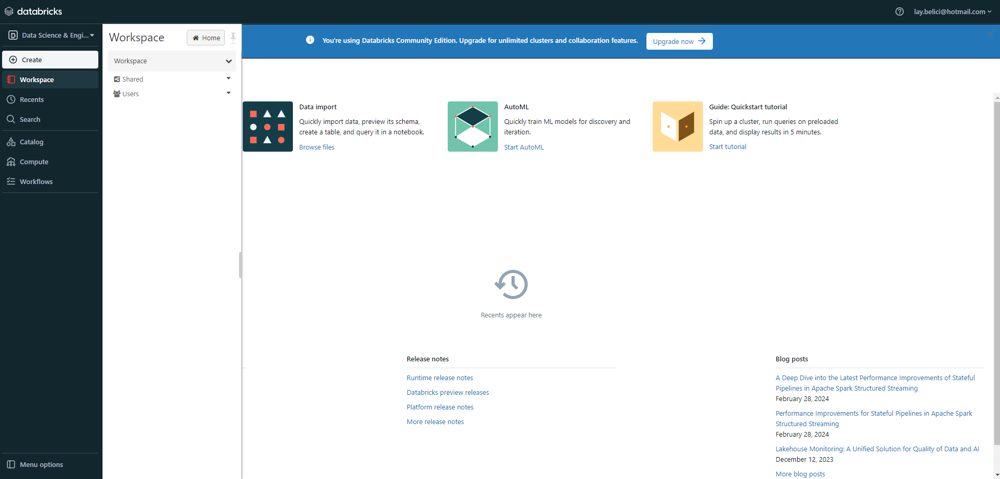 databricks
lay.belici@hotmail.com
D Data Science & Engi...
Create
Workspace
Recents
Search
Catalog
Compute
Workflows
Menu options
Workspace
Home
Workspace
Shared
Users
You're using Databricks Community Edition. Upgrade for unlimited clusters and collaboration features.
Upgrade now
Data import
Quickly import data, preview its schema,
create a table, and query it in a notebook.
Browse files
AutoML
Quickly train ML models for discovery and
iteration.
Start AutoML
Guide: Quickstart tutorial
Spin up a cluster, run queries on preloaded
data, and display results in 5 minutes.
Start tutorial
Recents appear here
Release notes
Runtime release notes
Databricks preview releases
Platform release notes
More release notes
Blog posts
A Deep Dive into the Latest Performance Improvements of Stateful
Pipelines in Apache Spark Structured Streaming
February 28, 2024
Performance Improvements for Stateful Pipelines in Apache Spark
Structured Streaming
February 28, 2024
Lakehouse Monitoring: A Unified Solution for Quality of Data and AI
December 12, 2023
More blog posts